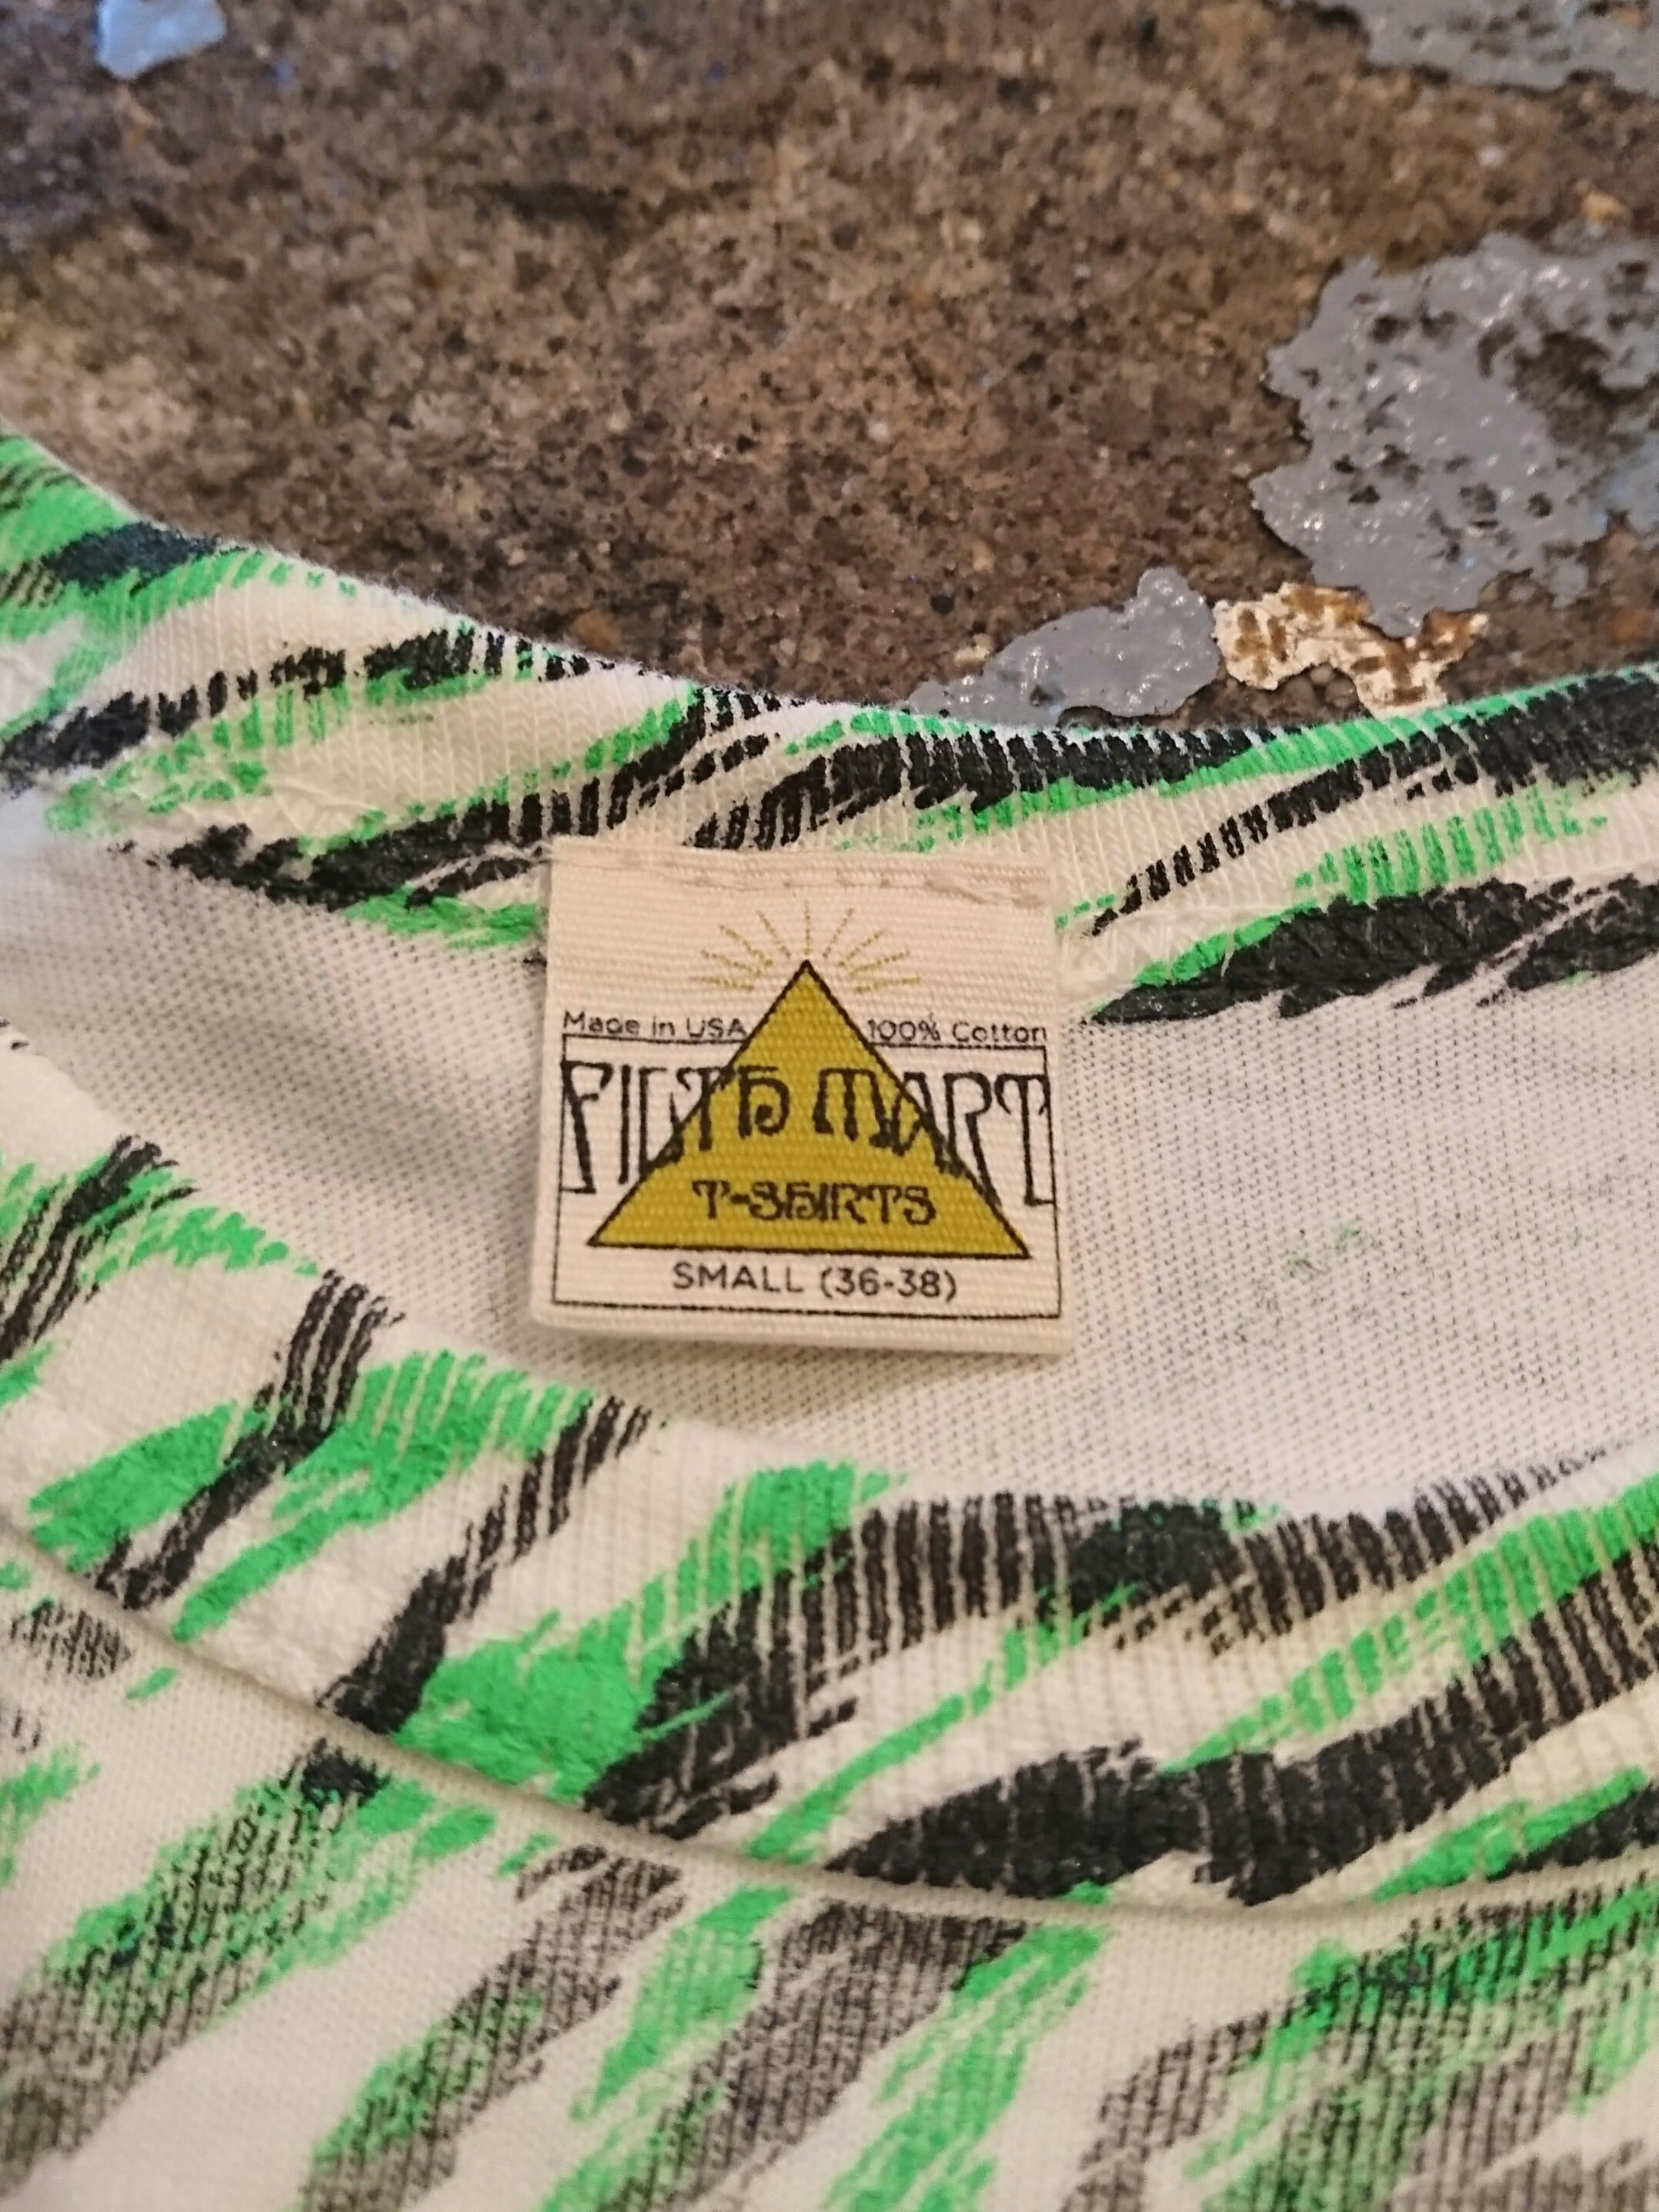 Made in USA 100% Cotton
FILTH MART
T-SHIRTS
SMALL (36-38)